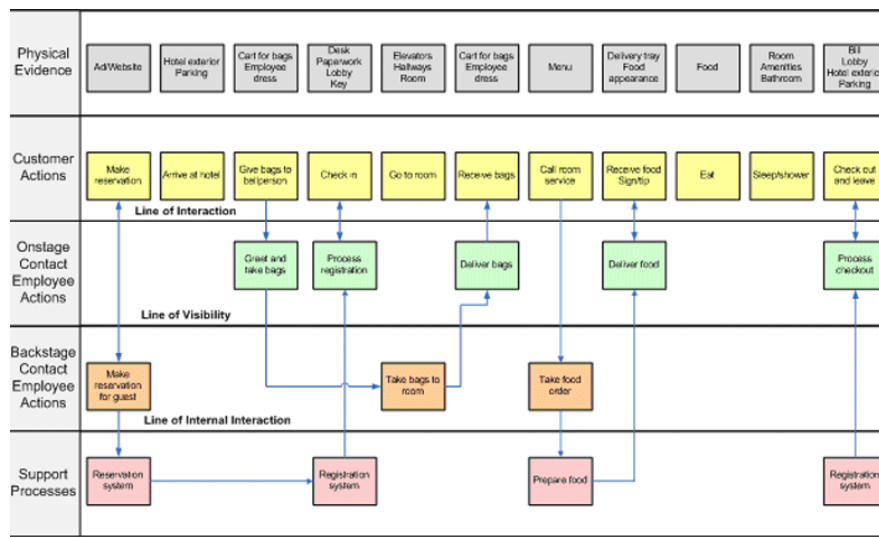 Physical
Evidence
Ad/Website
Hotel exterior
Parking
Cart for bags
Employee
dress
Desk
Paperwork
Lobby
Key
Elevators
Hallways
Room
Cart for bags
Employee
dress
Menu
Delivery tray
Food
appearance
Food
Room
Amenities
Bathroom
Bill
Lobby
Hotel exterior
Parking
Customer
Actions
Make
reservation
Arrive at hotel
Give bags to
bellperson
Check in
Go to room
Receive bags
Call room
service
Receive food
Sign/tip
Eat
Sleep/shower
Check out
and leave
Line of Interaction
Onstage
Contact
Employee
Actions
Greet and
take bags
Process
registration
Deliver bags
Deliver food
Process
checkout
Line of Visibility
Backstage
Contact
Employee
Actions
Make
reservation
for guest
Take bags to
room
Take food
order
Line of Internal Interaction
Support
Processes
Reservation
system
Registration
system
Prepare food
Registration
system